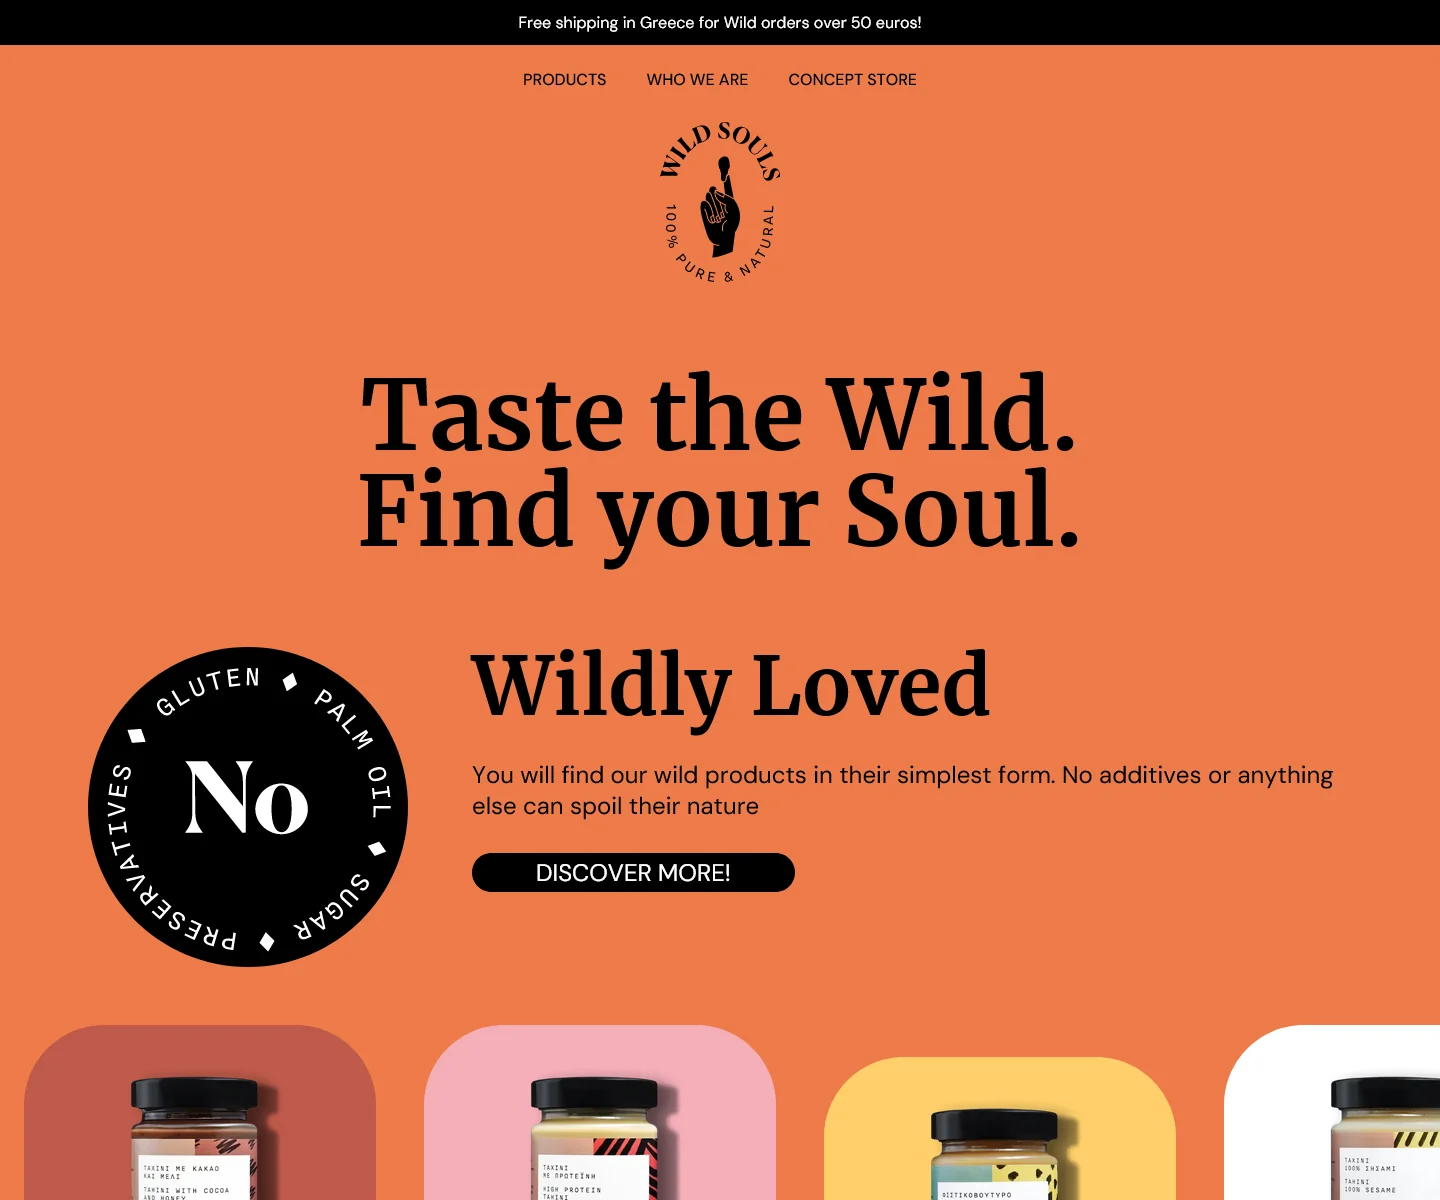 Free shipping in Greece for Wild orders over 50 euros!
PRODUCTS WHO WE ARE CONCEPT STORE
WILD SOULS
100% PURE & NATURAL
Taste the Wild.
Find your Soul.
GLUTEN ♦ PALM OIL ♦ SUGAR ♦ PRESERVATIVES ♦
No
Wildly Loved
You will find our wild products in their simplest form. No additives or anything
else can spoil their nature
DISCOVER MORE!
ΤΑΧΙΝΙ ΜΕ ΚΑΚΑΟ
ΚΑΙ ΜΕΛΙ
TAHINI WITH COCOA
AND HONEY
ΤΑΧΙΝΙ
ΜΕ ΠΡΩΤΕΪΝΗ
HIGH PROTEIN
TAHINI
ΦΙΣΤΙΚΟΒΟΥΤΥΡΟ
ΤΑΧΙΝΙ
100% ΣΗΣΑΜΙ
TAHINI
100% SESAME